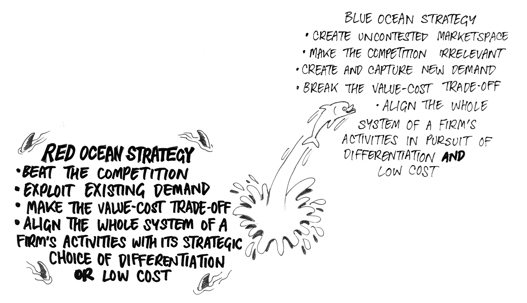 BLUE OCEAN STRATEGY
• CREATE UNCONTESTED MARKETSPACE
• MAKE THE COMPETITION IRRELEVANT
• CREATE AND CAPTURE NEW DEMAND
• BREAK THE VALUE-COST TRADE-OFF
• ALIGN THE WHOLE
SYSTEM OF A FIRM'S
ACTIVITIES IN PURSUIT OF
DIFFERENTIATION AND
LOW COST
RED OCEAN STRATEGY
• BEAT THE COMPETITION
• EXPLOIT EXISTING DEMAND
• MAKE THE VALUE-COST TRADE-OFF
• ALIGN THE WHOLE SYSTEM OF A
FIRM'S ACTIVITIES WITH ITS STRATEGIC
CHOICE OF DIFFERENTIATION
OR LOW COST